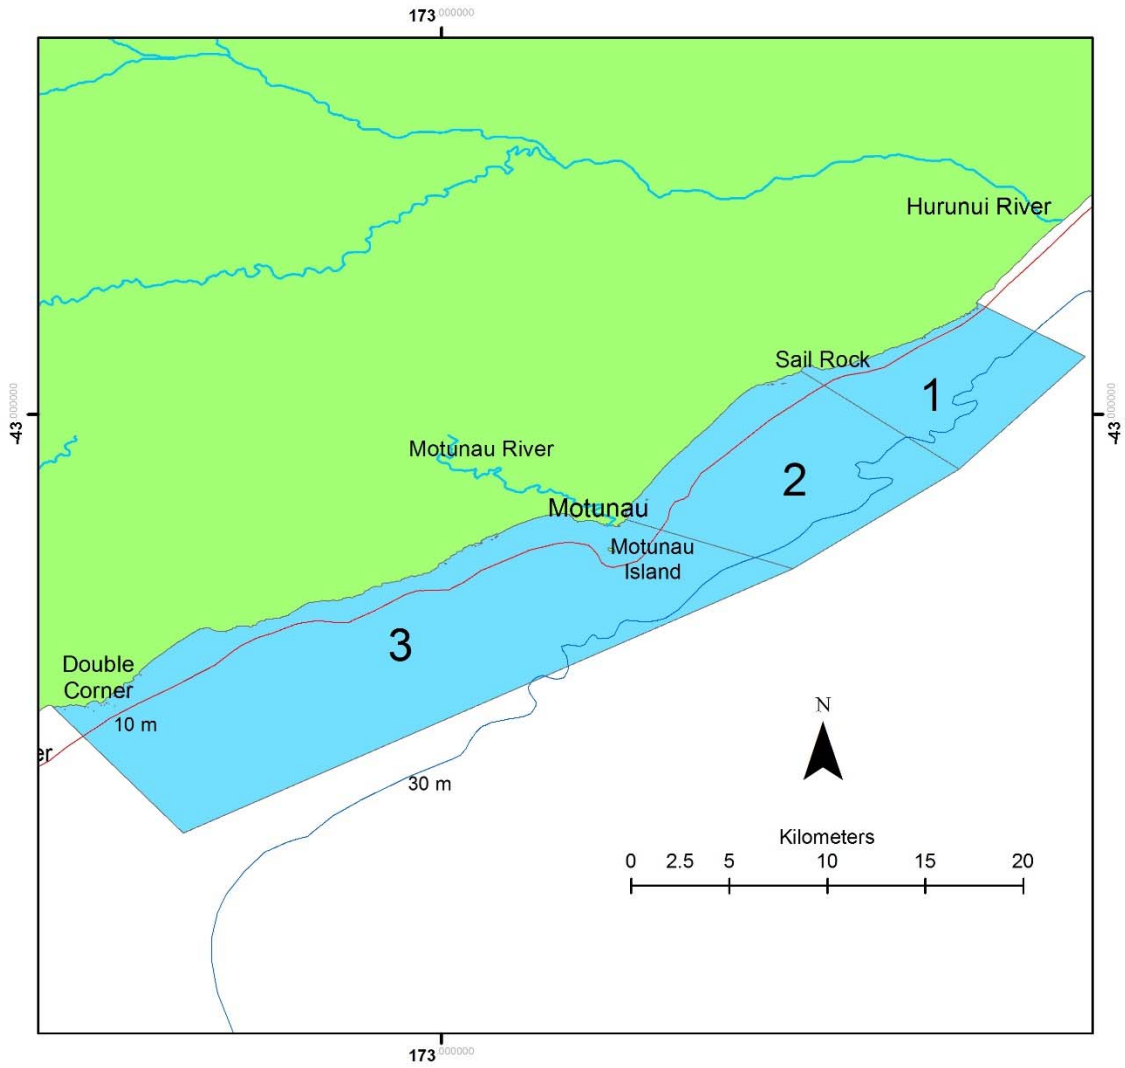 173 000000
Hurunui River
Sail Rock
1
-43 000000
-43 000000
Motunau River
2
Motunau
Motunau
Island
3
Double
Corner
10 m
N
er
30 m
Kilometers
0 2.5 5 10 15 20
173 000000